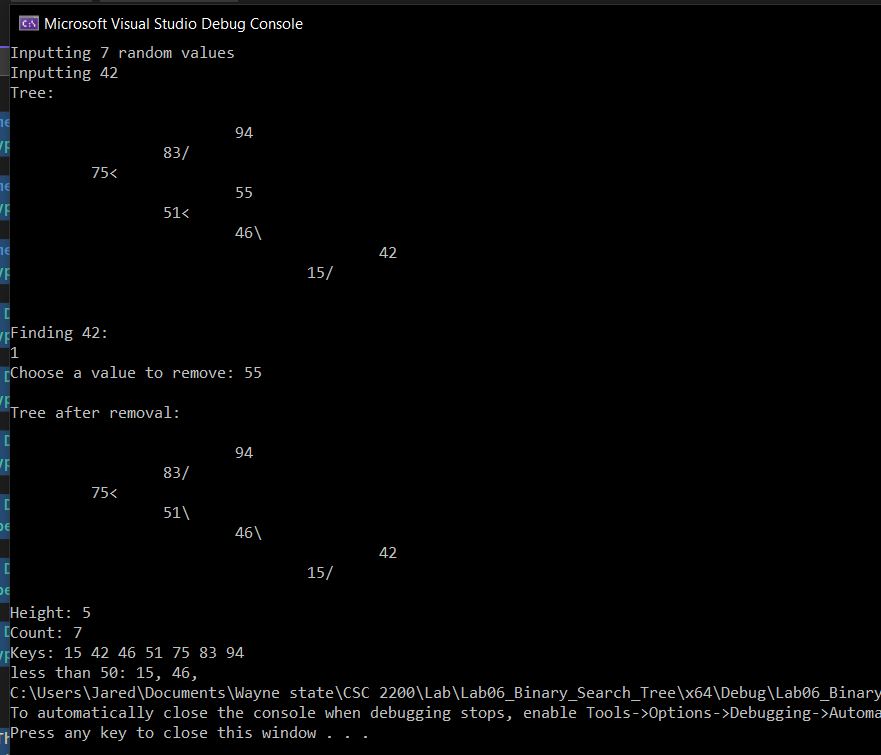 Microsoft Visual Studio Debug Console
Inputting 7 random values
Inputting 42
Tree:
94
83/
75<
55
51<
46\
42
15/
Finding 42:
1
Choose a value to remove: 55
Tree after removal:
94
83/
75<
51\
46\
42
15/
Height: 5
Count: 7
Keys: 15 42 46 51 75 83 94
less than 50: 15, 46,
C:\Users\Jared\Documents\Wayne state\CSC 2200\Lab\Lab06_Binary_Search_Tree\x64\Debug\Lab06_Binary
To automatically close the console when debugging stops, enable Tools->Options->Debugging->Automa
Press any key to close this window . . .